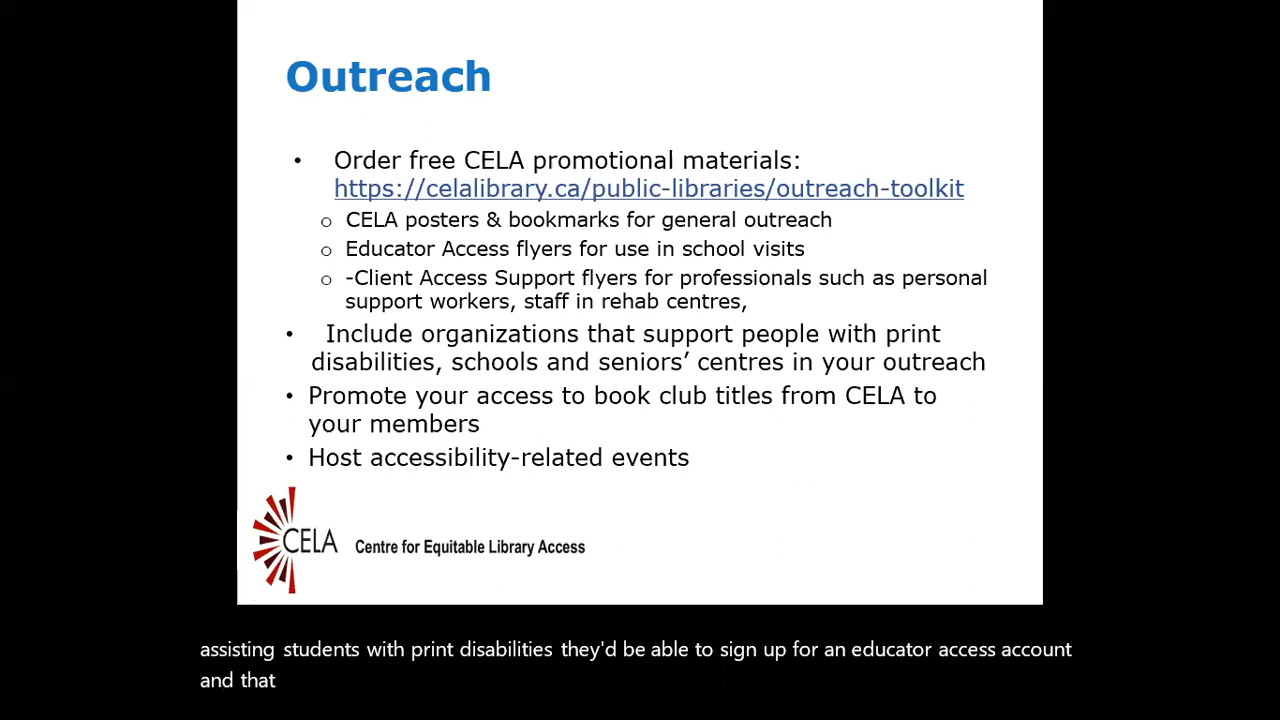 Outreach
• Order free CELA promotional materials:
https://celalibrary.ca/public-libraries/outreach-toolkit
o CELA posters & bookmarks for general outreach
o Educator Access flyers for use in school visits
o -Client Access Support flyers for professionals such as personal
support workers, staff in rehab centres,
• Include organizations that support people with print
disabilities, schools and seniors’ centres in your outreach
• Promote your access to book club titles from CELA to
your members
• Host accessibility-related events
CELA Centre for Equitable Library Access
assisting students with print disabilities they'd be able to sign up for an educator access account
and that